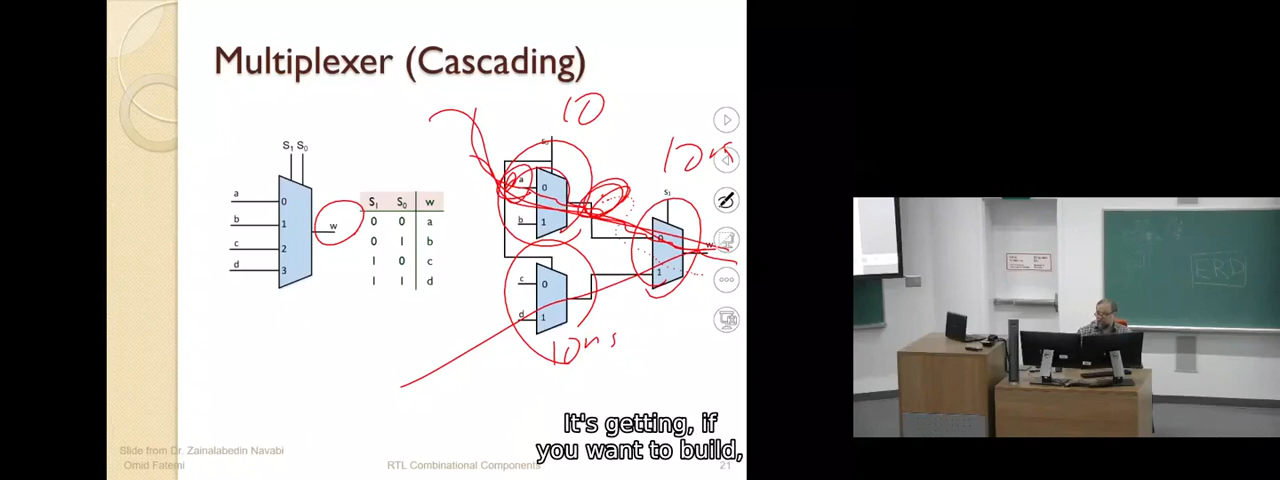 Multiplexer (Cascading)
S₁ S₀
a
b
c
d
0
1
2
3
w
S₁ S₀ w
0 0 a
0 1 b
1 0 c
1 1 d
10
10ns
s₀
a
b
0
1
s₁
0
1
w
c
d
0
1
10ns
ERD
It's getting, if
you want to build,
Slide from Dr. Zainalabedin Navabi
Omid Fatemi
RTL Combinational Components
21